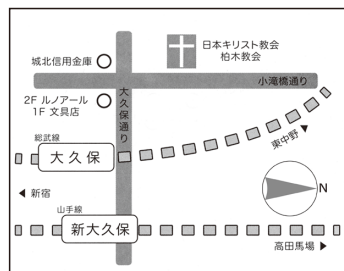 日本キリスト教会
柏木教会
城北信用金庫
小滝橋通り
大久保通り
2F ルノアール
1F 文具店
総武線
大久保
東中野
新宿
N
山手線
新大久保
高田馬場